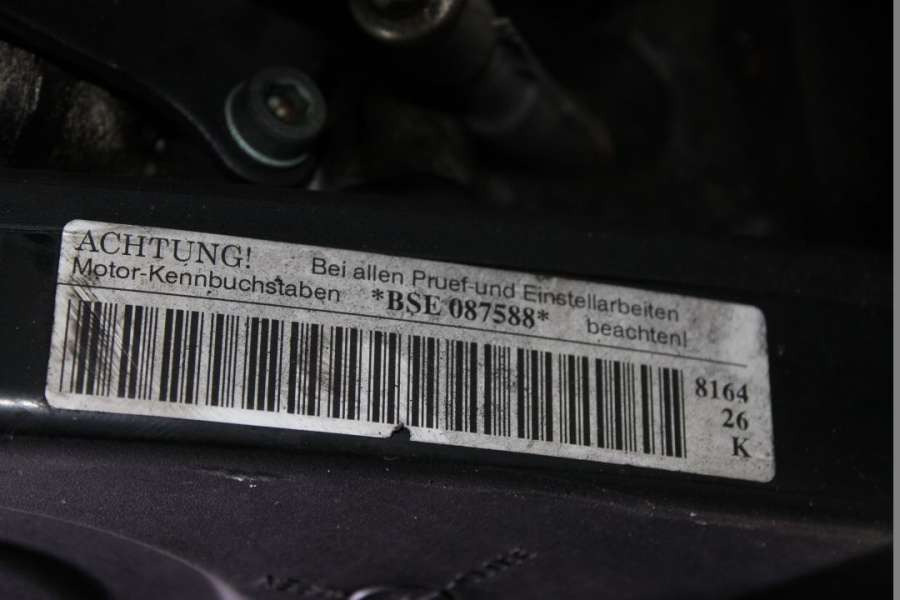 ACHTUNG! Bei allen Pruef-und Einstellarbeiten
Motor-Kennbuchstaben *BSE 087588* beachten!
8164
26
K